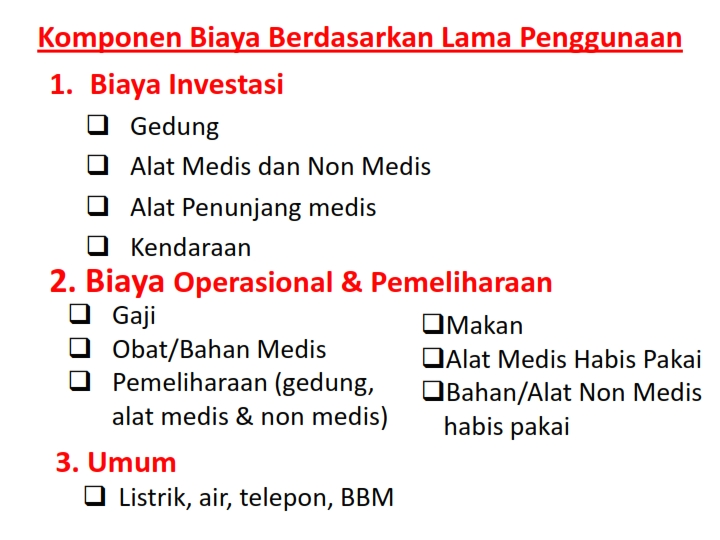 Komponen Biaya Berdasarkan Lama Penggunaan
1. Biaya Investasi
❑ Gedung
❑ Alat Medis dan Non Medis
❑ Alat Penunjang medis
❑ Kendaraan
2. Biaya Operasional & Pemeliharaan
❑ Gaji
❑ Obat/Bahan Medis
❑ Pemeliharaan (gedung,
alat medis & non medis)
❑Makan
❑Alat Medis Habis Pakai
❑Bahan/Alat Non Medis
habis pakai
3. Umum
❑ Listrik, air, telepon, BBM